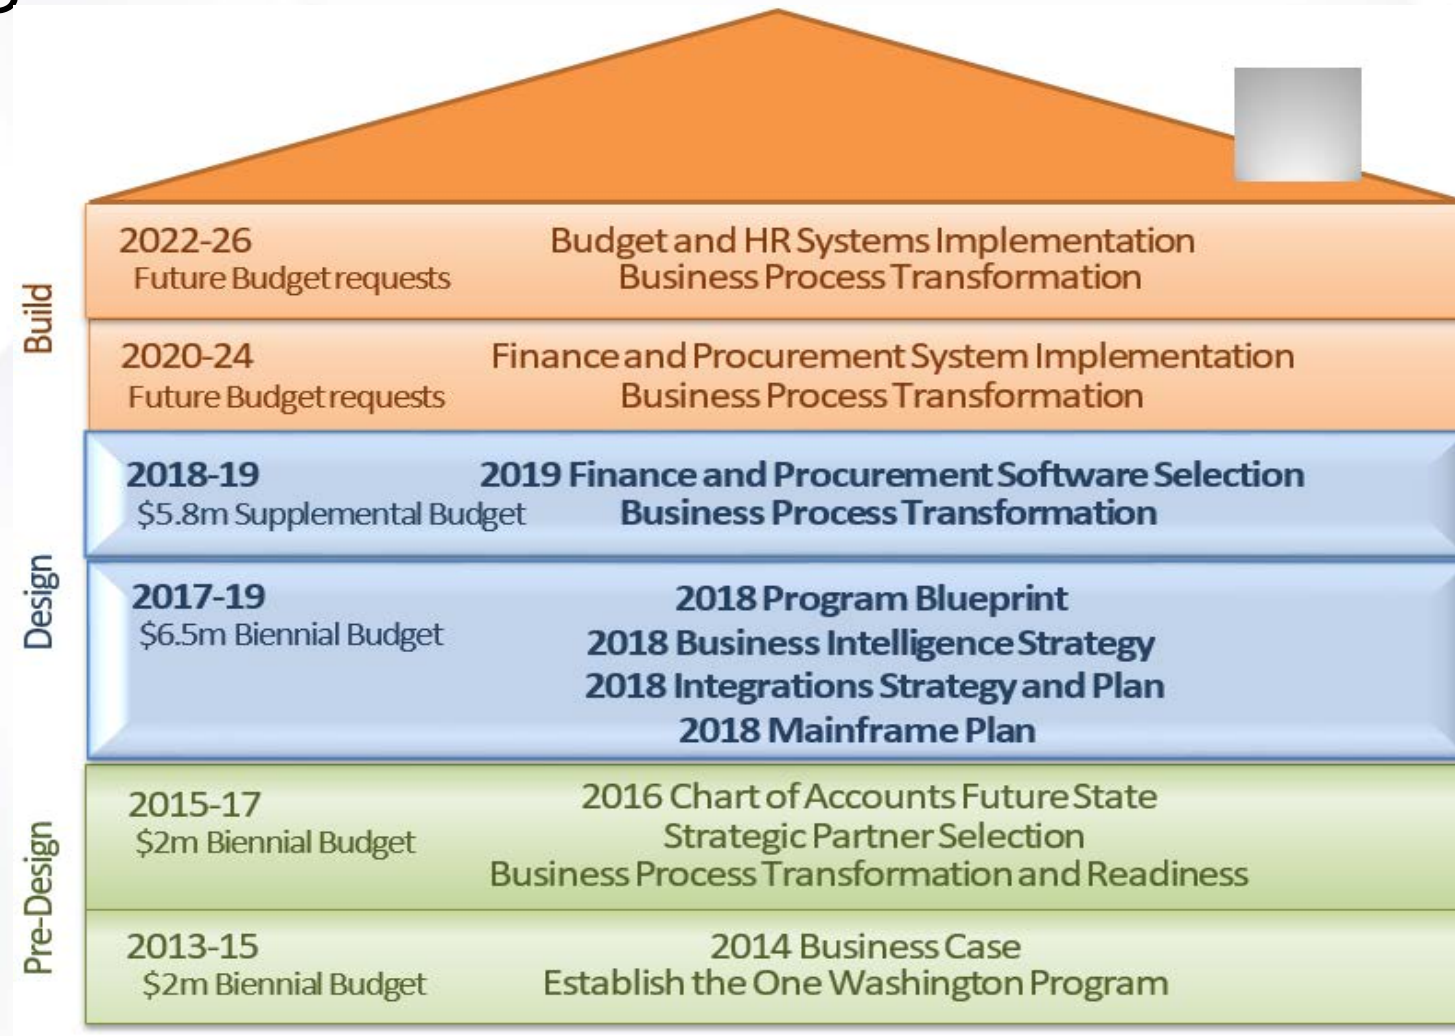 Build
2022-26
Future Budget requests
Budget and HR Systems Implementation
Business Process Transformation
2020-24
Future Budget requests
Finance and Procurement System Implementation
Business Process Transformation
Design
2018-19
$5.8m Supplemental Budget
2019 Finance and Procurement Software Selection
Business Process Transformation
2017-19
$6.5m Biennial Budget
2018 Program Blueprint
2018 Business Intelligence Strategy
2018 Integrations Strategy and Plan
2018 Mainframe Plan
Pre-Design
2015-17
$2m Biennial Budget
2016 Chart of Accounts Future State
Strategic Partner Selection
Business Process Transformation and Readiness
2013-15
$2m Biennial Budget
2014 Business Case
Establish the One Washington Program